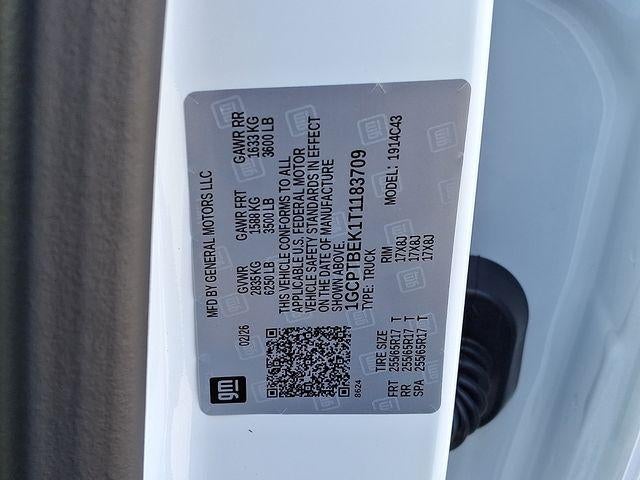 gm
MFD BY GENERAL MOTORS LLC
02/26
GVWR GAWR FRT GAWR RR
2835 KG 1588 KG 1633 KG
6250 LB 3500 LB 3600 LB
THIS VEHICLE CONFORMS TO ALL
APPLICABLE U.S. FEDERAL MOTOR
VEHICLE SAFETY STANDARDS IN EFFECT
ON THE DATE OF MANUFACTURE
SHOWN ABOVE.
1GCPTBEK1T1183709
TYPE: TRUCK
MODEL: 1914C43
8624
TIRE SIZE RIM
FRT 255/65R17 T 17X8J
RR 255/65R17 T 17X8J
SPA 255/65R17 T 17X8J